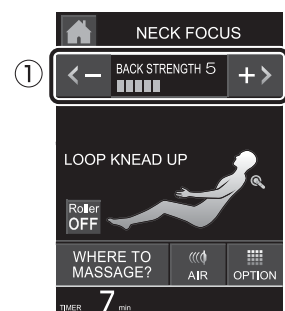 NECK FOCUS
①
BACK STRENGTH 5
LOOP KNEAD UP
Roller
OFF
WHERE TO
MASSAGE?
AIR
OPTION
TIMER 7 min